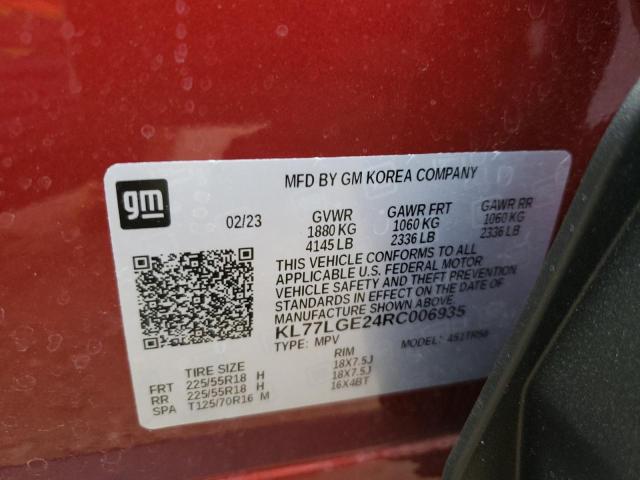 MFD BY GM KOREA COMPANY
gm
02/23
GVWR GAWR FRT GAWR RR
1880 KG 1060 KG 1060 KG
4145 LB 2336 LB 2336 LB
THIS VEHICLE CONFORMS TO ALL
APPLICABLE U.S. FEDERAL MOTOR
VEHICLE SAFETY AND THEFT PREVENTION
STANDARDS IN EFFECT ON THE DATE OF
MANUFACTURE SHOWN ABOVE.
KL77LGE24RC006935
TYPE: MPV MODEL: 451TR58
TIRE SIZE RIM
FRT 225/55R18 H 18X7.5J
RR 225/55R18 H 18X7.5J
SPA T125/70R16 M 16X4BT